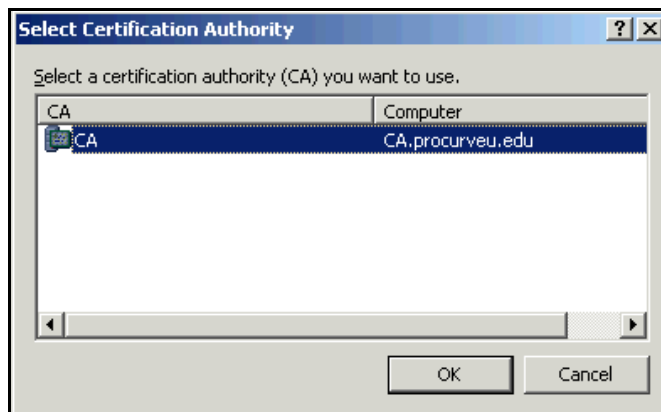 Select Certification Authority
Select a certification authority (CA) you want to use.
CA Computer
CA CA.procurveu.edu
OK Cancel